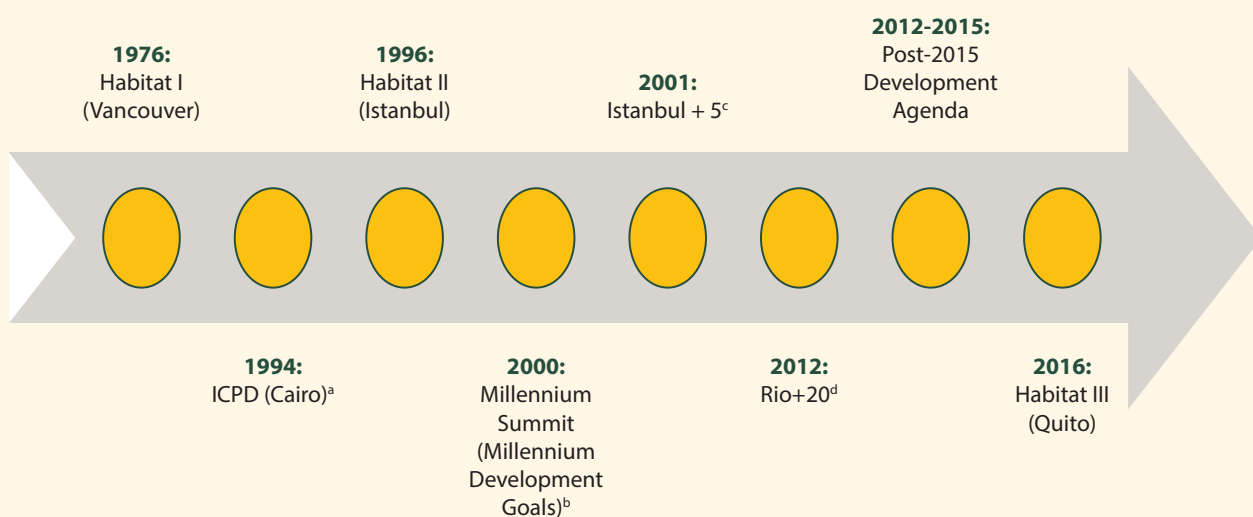 1976:
Habitat I
(Vancouver)
1996:
Habitat II
(Istanbul)
2001:
Istanbul + 5ᶜ
2012-2015:
Post-2015
Development
Agenda
1994:
ICPD (Cairo)ᵃ
2000:
Millennium
Summit
(Millennium
Development
Goals)ᵇ
2012:
Rio+20ᵈ
2016:
Habitat III
(Quito)